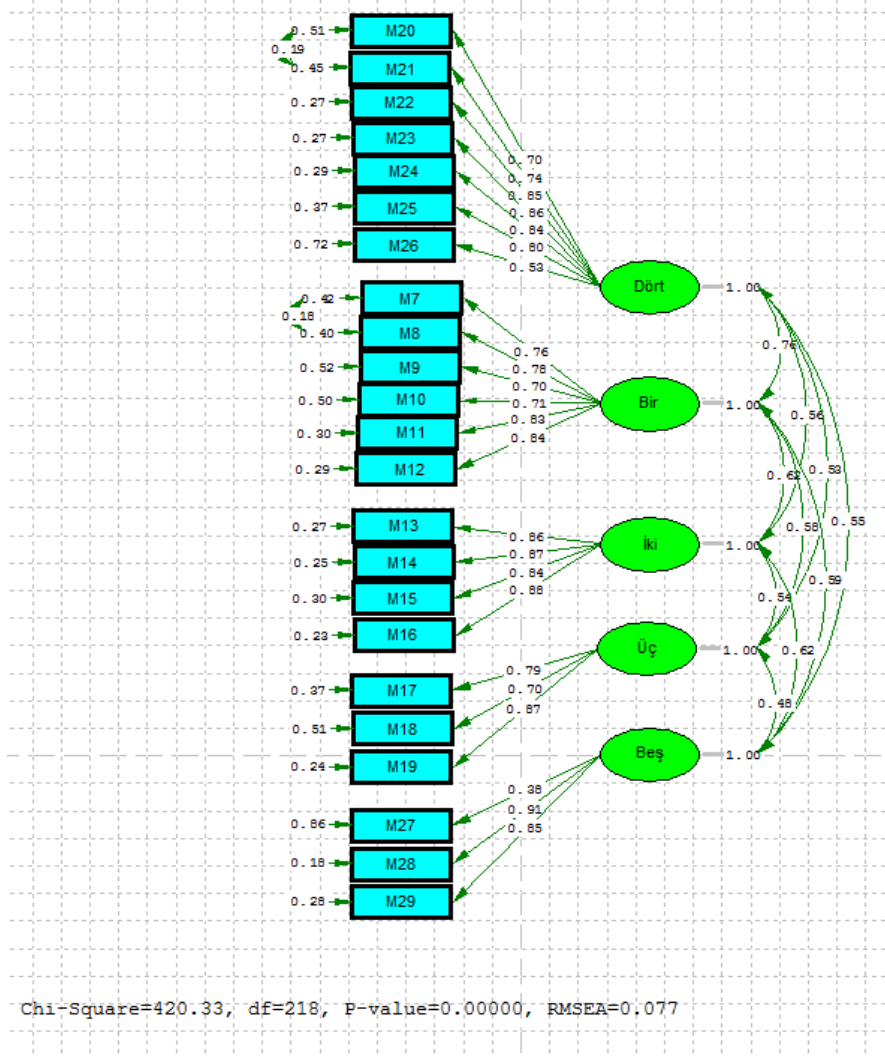 0.51 M20
0.19
0.45 M21
0.27 M22
0.27 M23
0.29 M24
0.37 M25
0.72 M26
0.70
0.74
0.85
0.86
0.84
0.80
0.53
Dört 1.00
0.42 M7
0.18
0.40 M8
0.52 M9
0.50 M10
0.30 M11
0.29 M12
0.76
0.78
0.70
0.71
0.83
0.84
Bir 1.00
0.27 M13
0.25 M14
0.30 M15
0.23 M16
0.86
0.87
0.84
0.88
İki 1.00
0.37 M17
0.51 M18
0.24 M19
0.79
0.70
0.87
Üç 1.00
0.86 M27
0.18 M28
0.28 M29
0.38
0.91
0.85
Beş 1.00
0.76
0.56
0.62
0.53
0.58
0.54
0.55
0.59
0.62
0.48
Chi-Square=420.33, df=218, P-value=0.00000, RMSEA=0.077